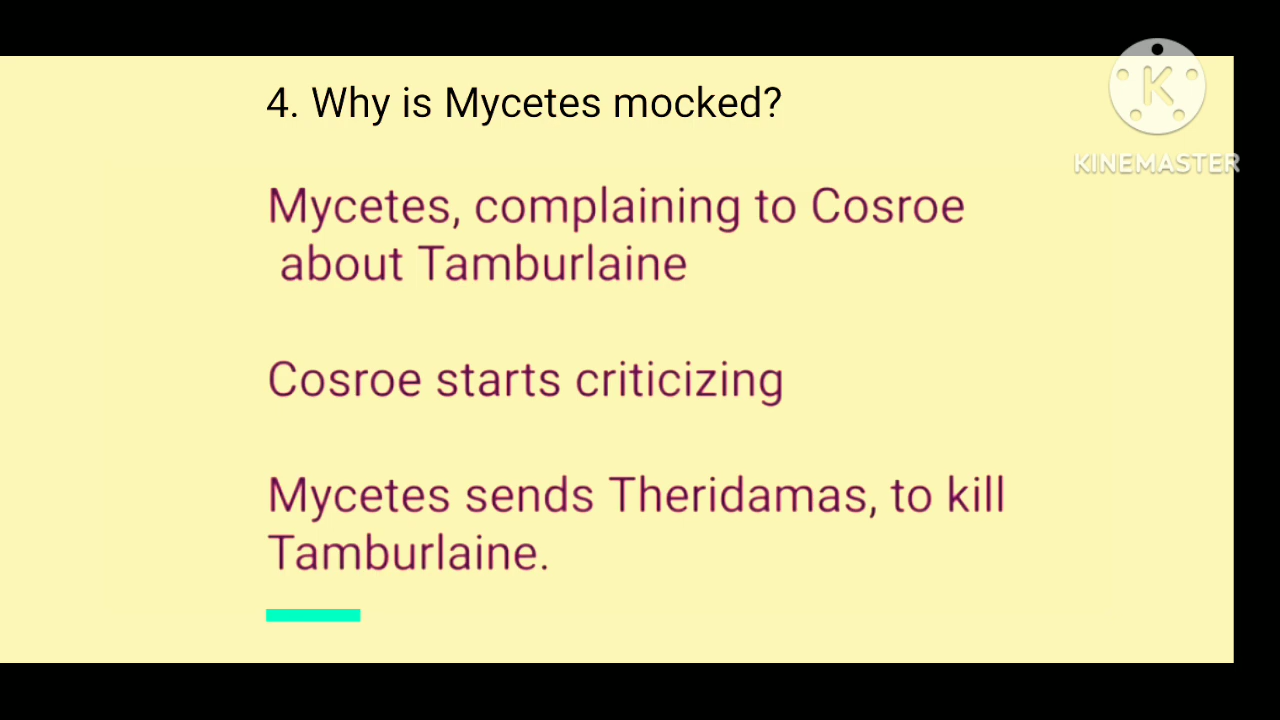 4. Why is Mycetes mocked?
KINEMASTER
Mycetes, complaining to Cosroe
about Tamburlaine
Cosroe starts criticizing
Mycetes sends Theridamas, to kill
Tamburlaine.